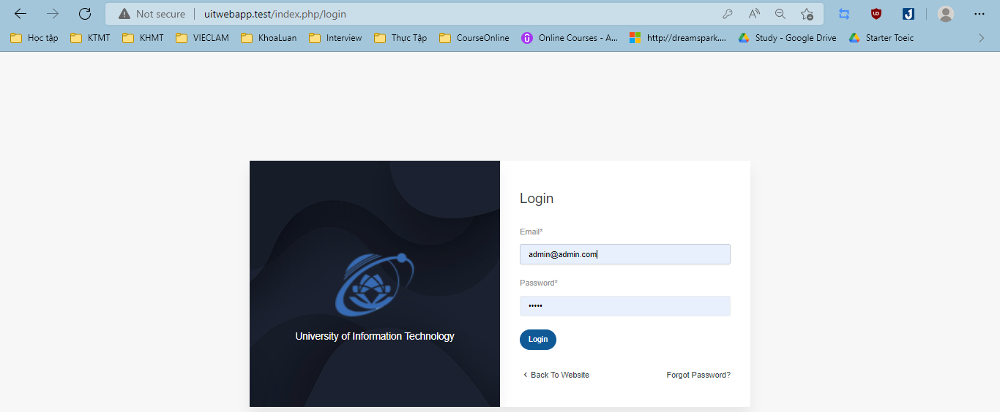 Not secure uitwebapp.test/index.php/login
Học tập KTMT KHMT VIECLAM KhoaLuan Interview Thực Tập CourseOnline Online Courses - A... http://dreamspark.... Study - Google Drive Starter Toeic
Login
Email*
admin@admin.com
Password*
•••••
Login
Back To Website Forgot Password?
University of Information Technology